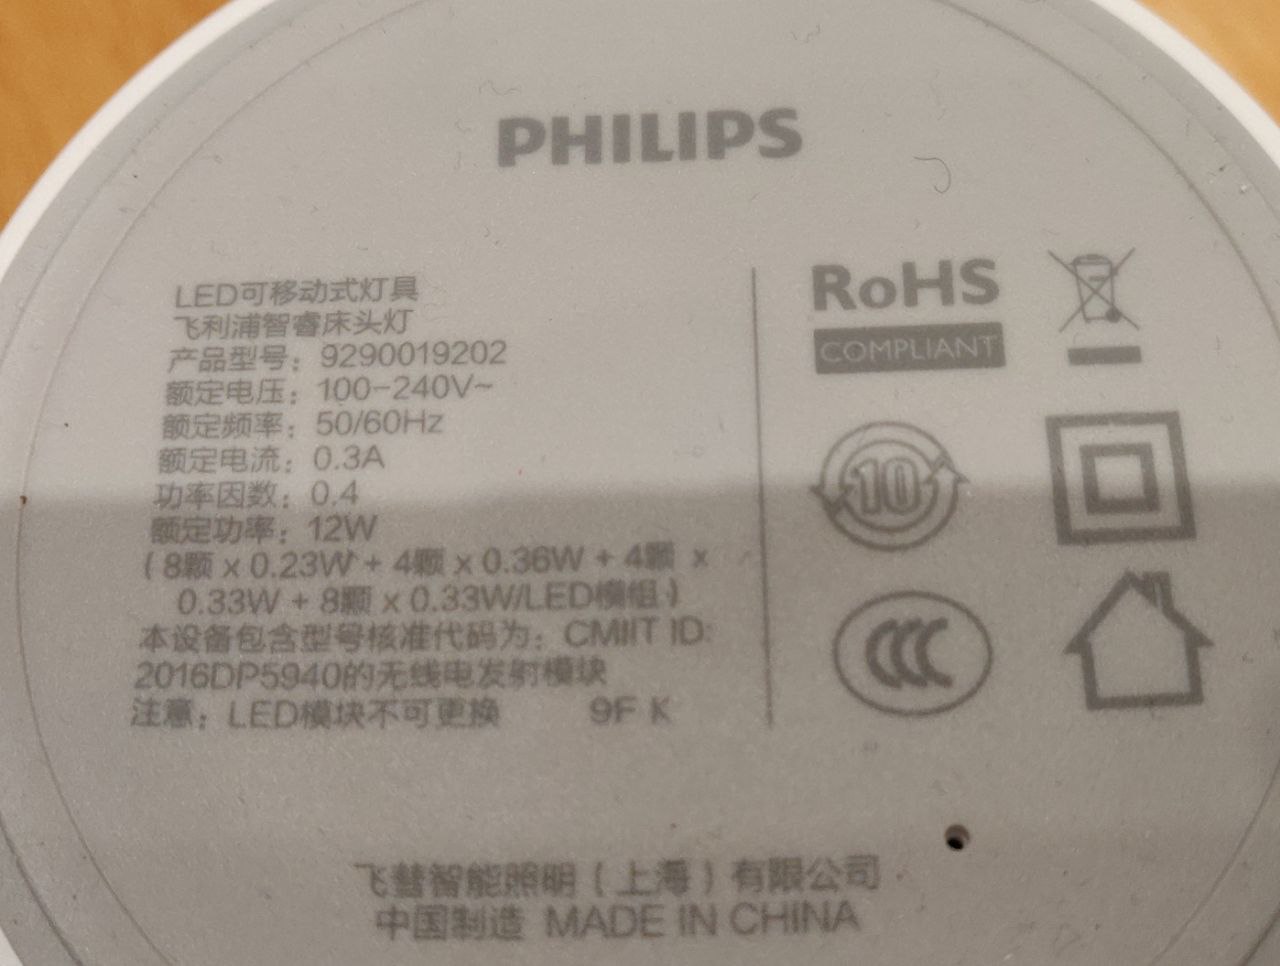 PHILIPS
LED可移动式灯具
飞利浦智睿床头灯
产品型号：9290019202
额定电压：100-240V~
额定频率：50/60Hz
额定电流：0.3A
功率因数：0.4
额定功率：12W
（8颗 x 0.23W + 4颗 x 0.36W + 4颗 x
0.33W + 8颗 x 0.33W/LED模组）
本设备包含型号核准代码为：CMIIT ID:
2016DP5940的无线电发射模块
注意：LED模块不可更换 9F K
RoHS
COMPLIANT
10
CCC
飞彗智能照明（上海）有限公司
中国制造 MADE IN CHINA